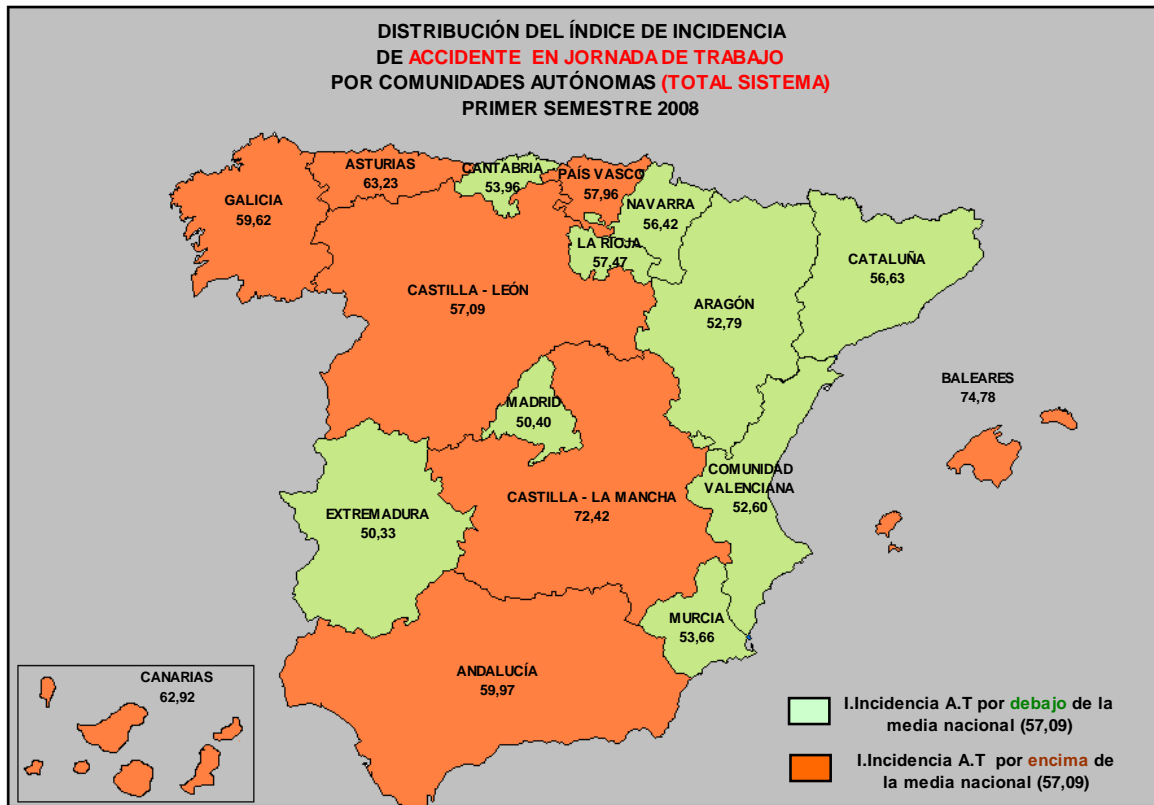 DISTRIBUCIÓN DEL ÍNDICE DE INCIDENCIA
DE ACCIDENTE EN JORNADA DE TRABAJO
POR COMUNIDADES AUTÓNOMAS (TOTAL SISTEMA)
PRIMER SEMESTRE 2008
ASTURIAS
63,23
CANTABRIA
53,96
PAÍS VASCO
57,96
GALICIA
59,62
NAVARRA
56,42
LA RIOJA
57,47
CATALUÑA
56,63
CASTILLA - LEÓN
57,09
ARAGÓN
52,79
BALEARES
74,78
MADRID
50,40
COMUNIDAD
VALENCIANA
52,60
CASTILLA - LA MANCHA
72,42
EXTREMADURA
50,33
MURCIA
53,66
ANDALUCÍA
59,97
CANARIAS
62,92
I.Incidencia A.T por debajo de la
media nacional (57,09)
I.Incidencia A.T por encima de
la media nacional (57,09)